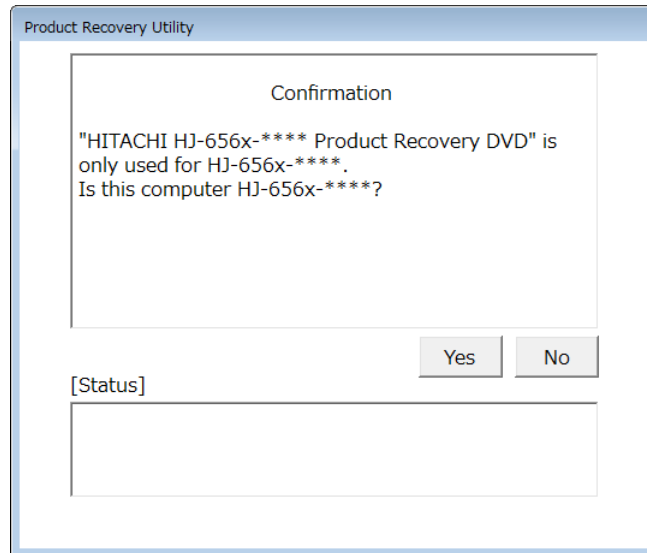 Product Recovery Utility
Confirmation
"HITACHI HJ-656x-**** Product Recovery DVD" is
only used for HJ-656x-****.
Is this computer HJ-656x-****?
Yes
No
[Status]